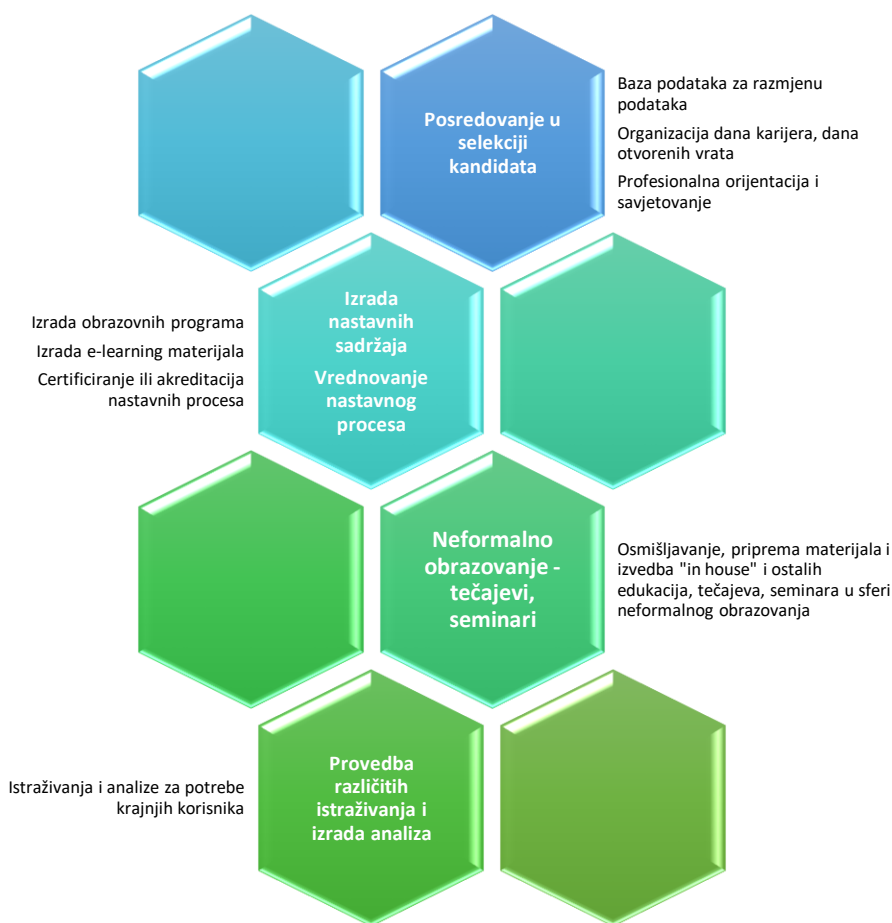 Posredovanje u
selekciji
kandidata
Baza podataka za razmjenu
podataka
Organizacija dana karijera, dana
otvorenih vrata
Profesionalna orijentacija i
savjetovanje
Izrada
nastavnih
sadržaja
Vrednovanje
nastavnog
procesa
Izrada obrazovnih programa
Izrada e-learning materijala
Certificiranje ili akreditacija
nastavnih procesa
Neformalno
obrazovanje -
tečajevi,
seminari
Osmišljavanje, priprema materijala i
izvedba "in house" i ostalih
edukacija, tečajeva, seminara u sferi
neformalnog obrazovanja
Provedba
različitih
istraživanja i
izrada analiza
Istraživanja i analize za potrebe
krajnjih korisnika